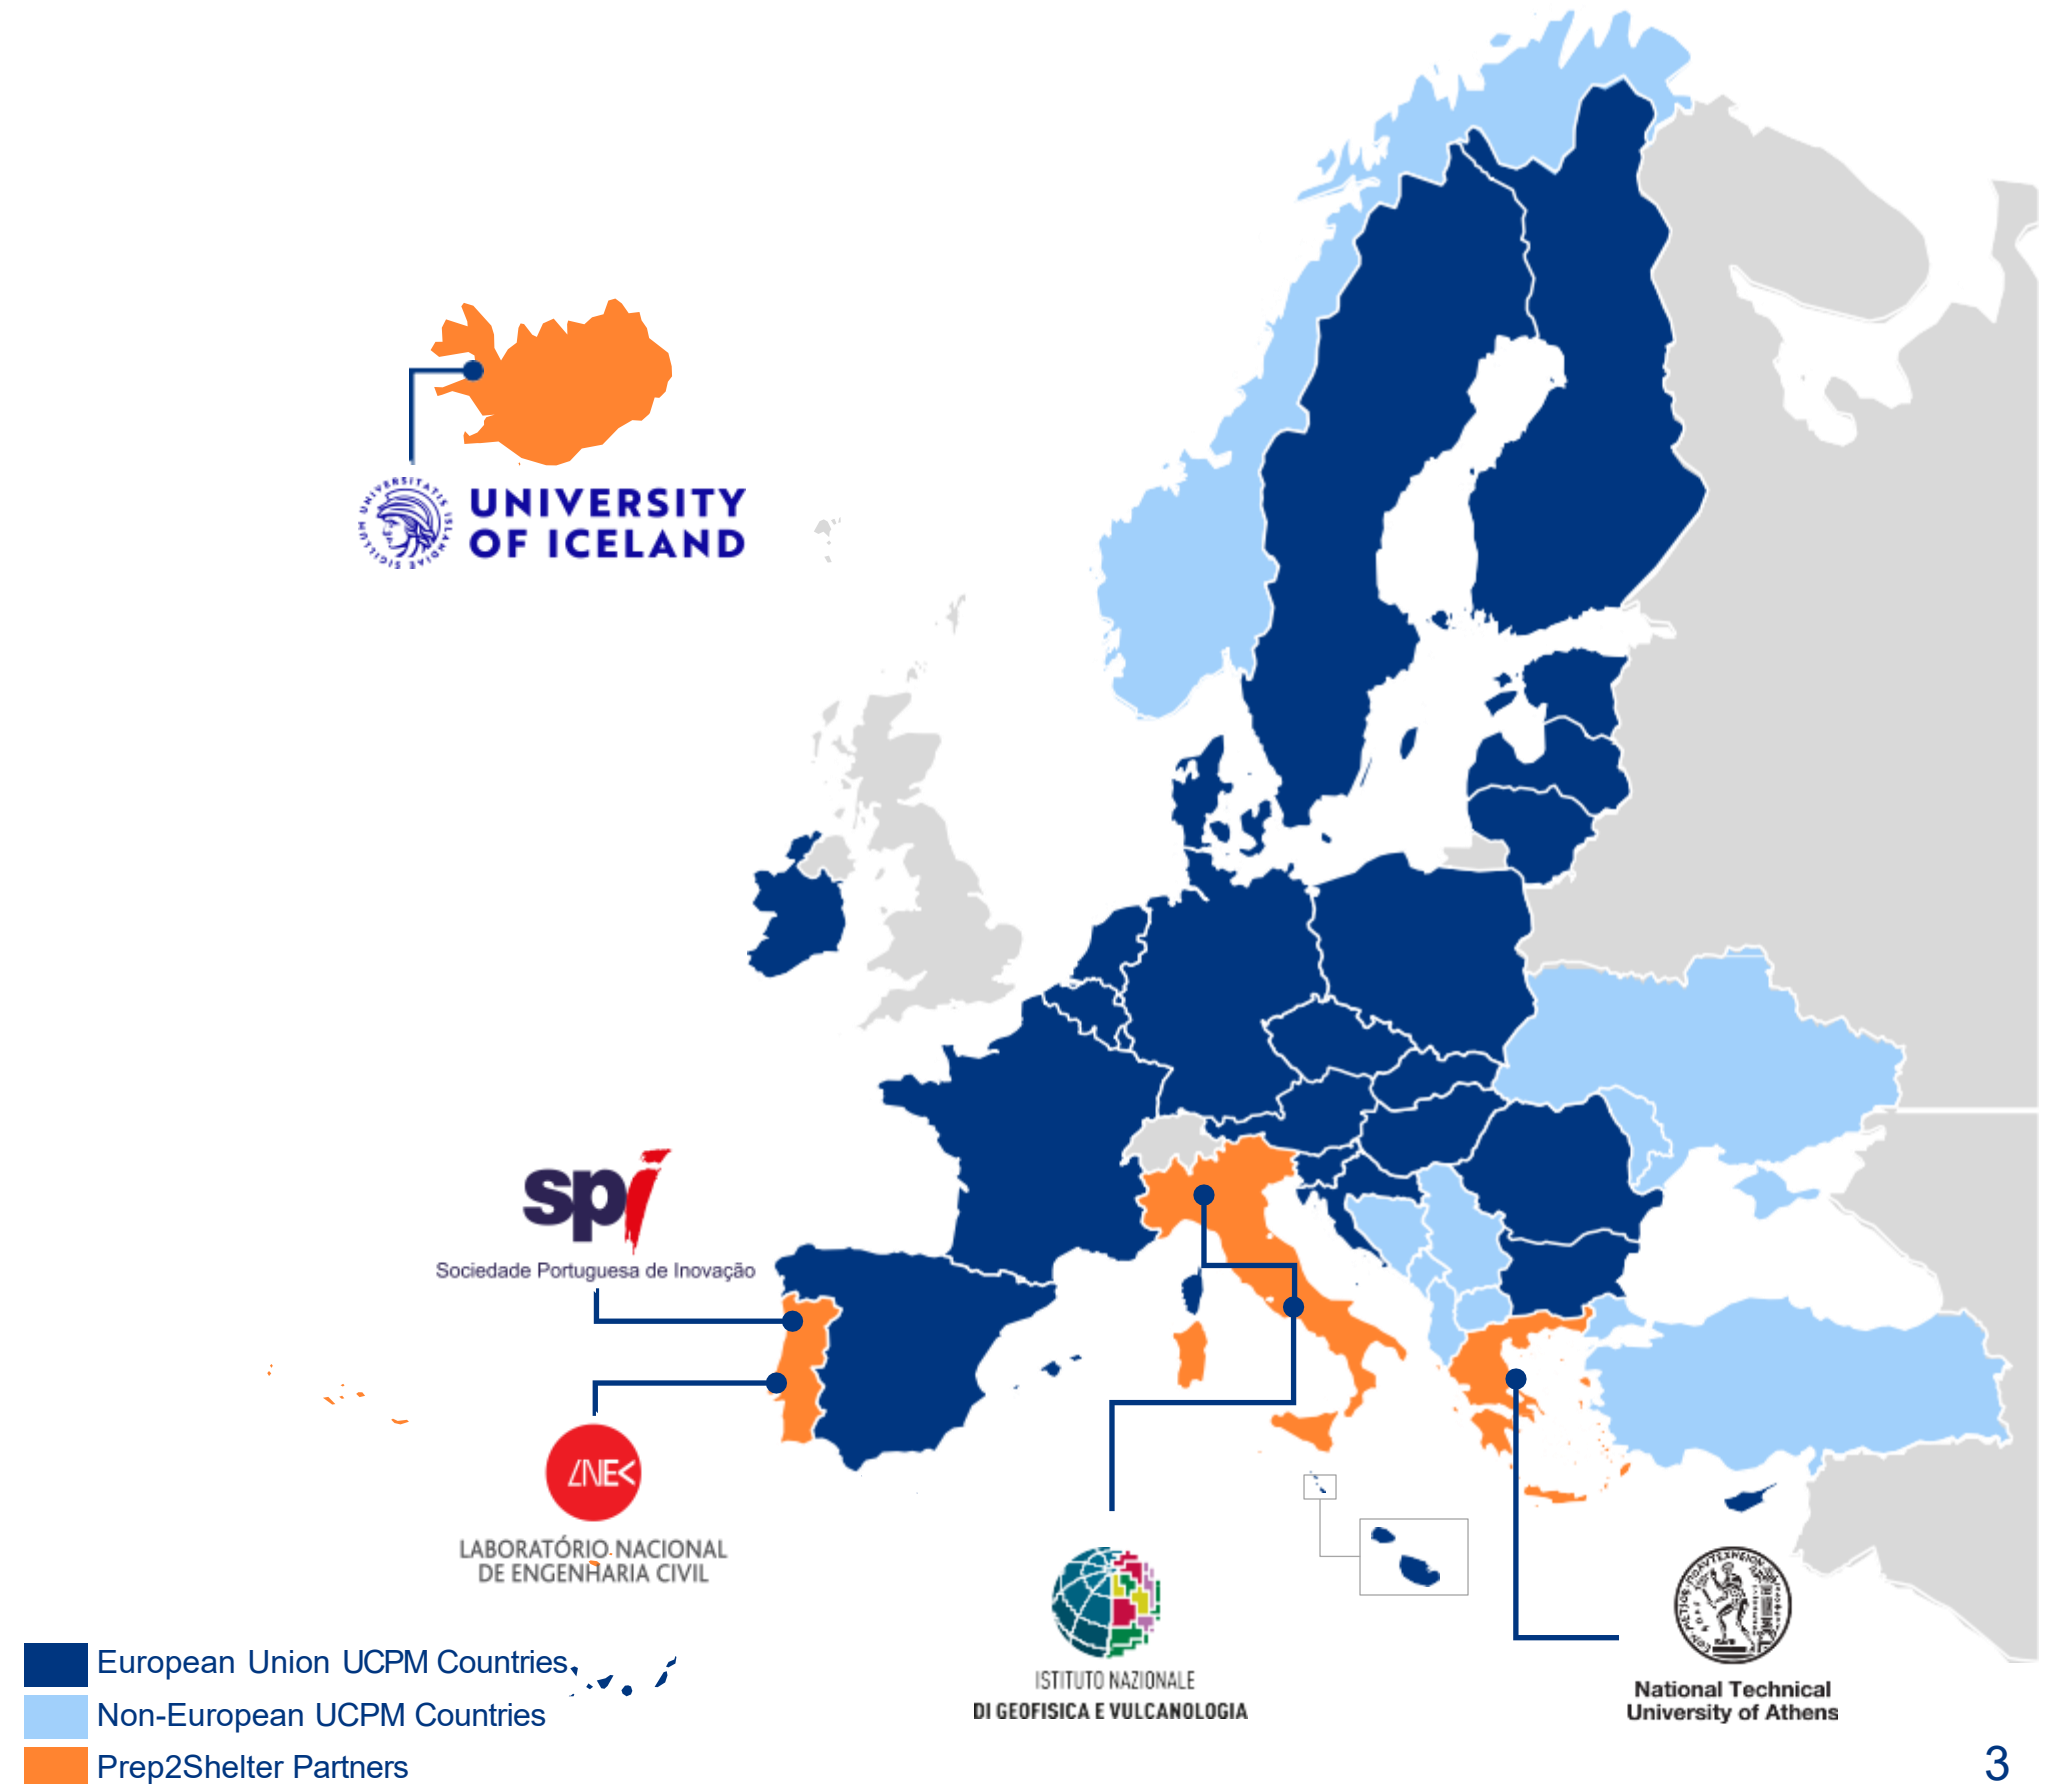 UNIVERSITY
OF ICELAND
spi
Sociedade Portuguesa de Inovação
LNEC
LABORATÓRIO NACIONAL
DE ENGENHARIA CIVIL
ISTITUTO NAZIONALE
DI GEOFISICA E VULCANOLOGIA
National Technical
University of Athens
European Union UCPM Countries
Non-European UCPM Countries
Prep2Shelter Partners
3